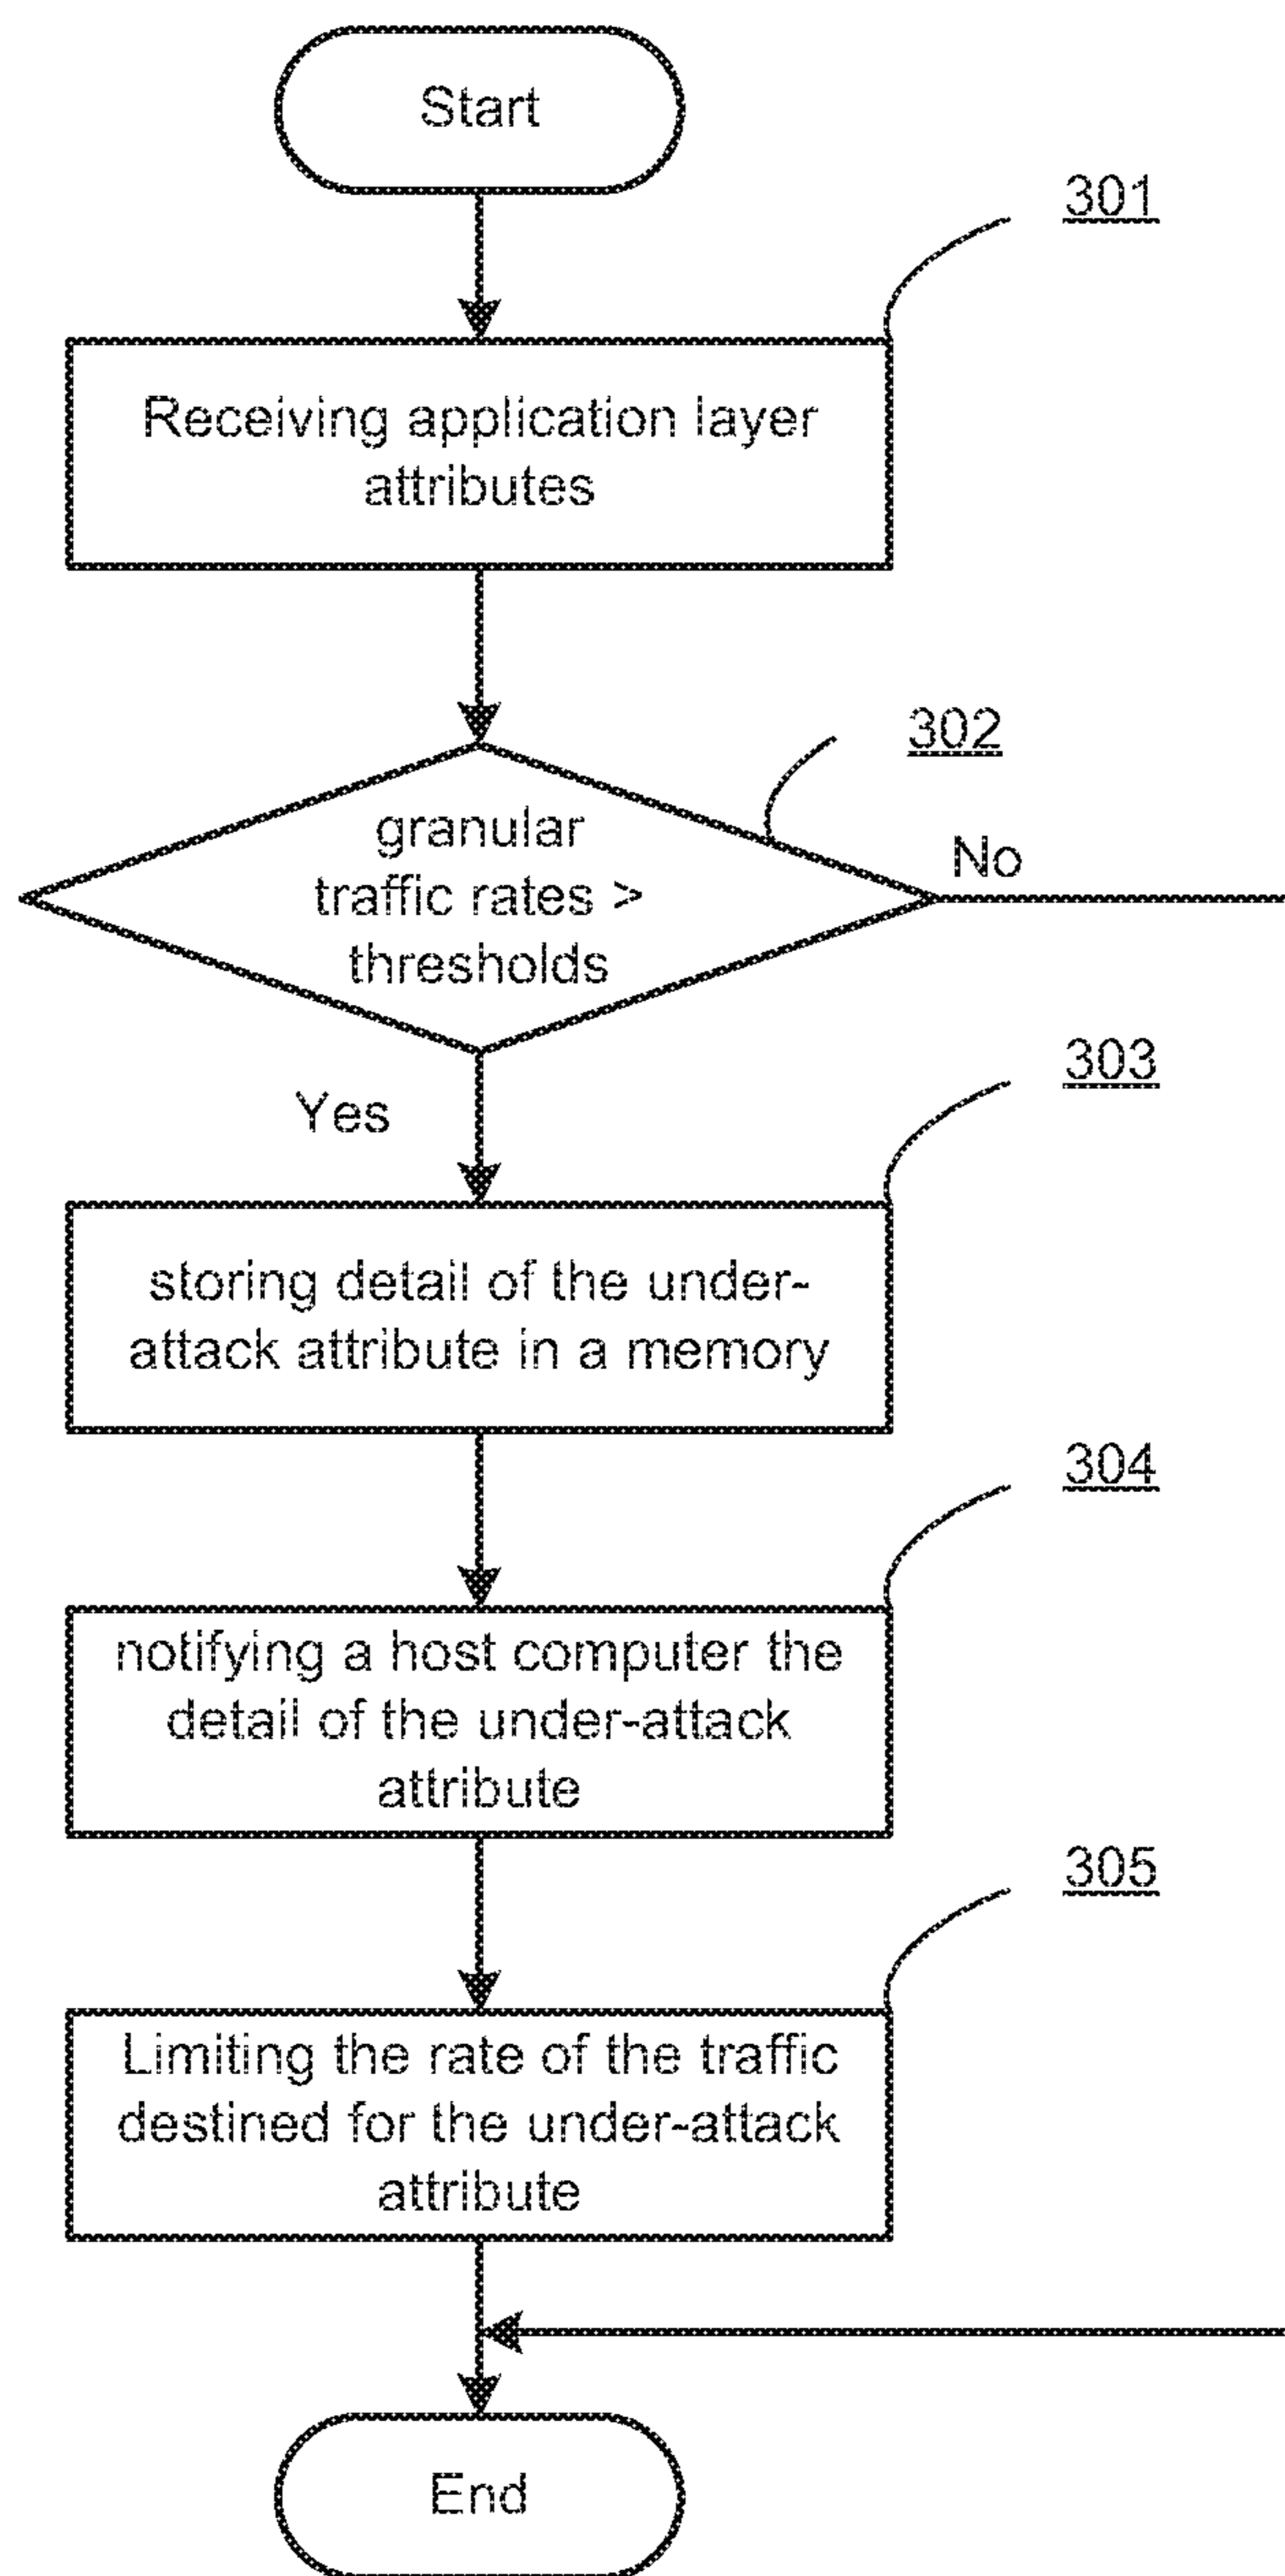 Start
301
Receiving application layer
attributes
302
granular
traffic rates >
thresholds
No
Yes
303
storing detail of the under-
attack attribute in a memory
304
notifying a host computer the
detail of the under-attack
attribute
305
Limiting the rate of the traffic
destined for the under-attack
attribute
End